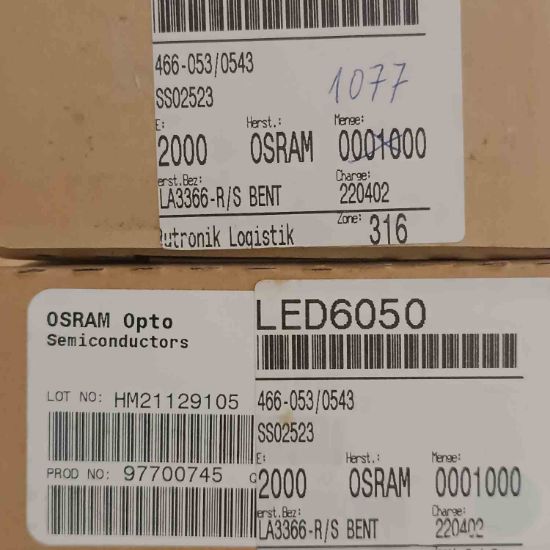 466-053/0543
SS02523
1077
E: Herst.: Menge:
2000 OSRAM 0001000
erst.Bez: Charge:
LA3366-R/S BENT 220402
Rutronik Logistik Zone: 316
OSRAM Opto
Semiconductors
LOT NO: HM21129105
PROD NO: 97700745 Q
LED6050
466-053/0543
SS02523
E: Herst.: Menge:
2000 OSRAM 0001000
erst.Bez: Charge:
LA3366-R/S BENT 220402